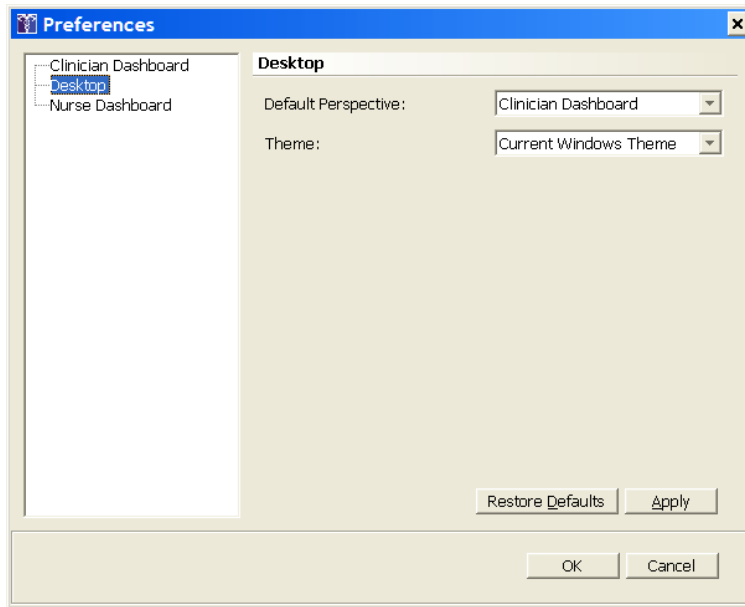 Preferences
Clinician Dashboard
Desktop
Nurse Dashboard
Desktop
Default Perspective: Clinician Dashboard
Theme: Current Windows Theme
Restore Defaults Apply
OK Cancel